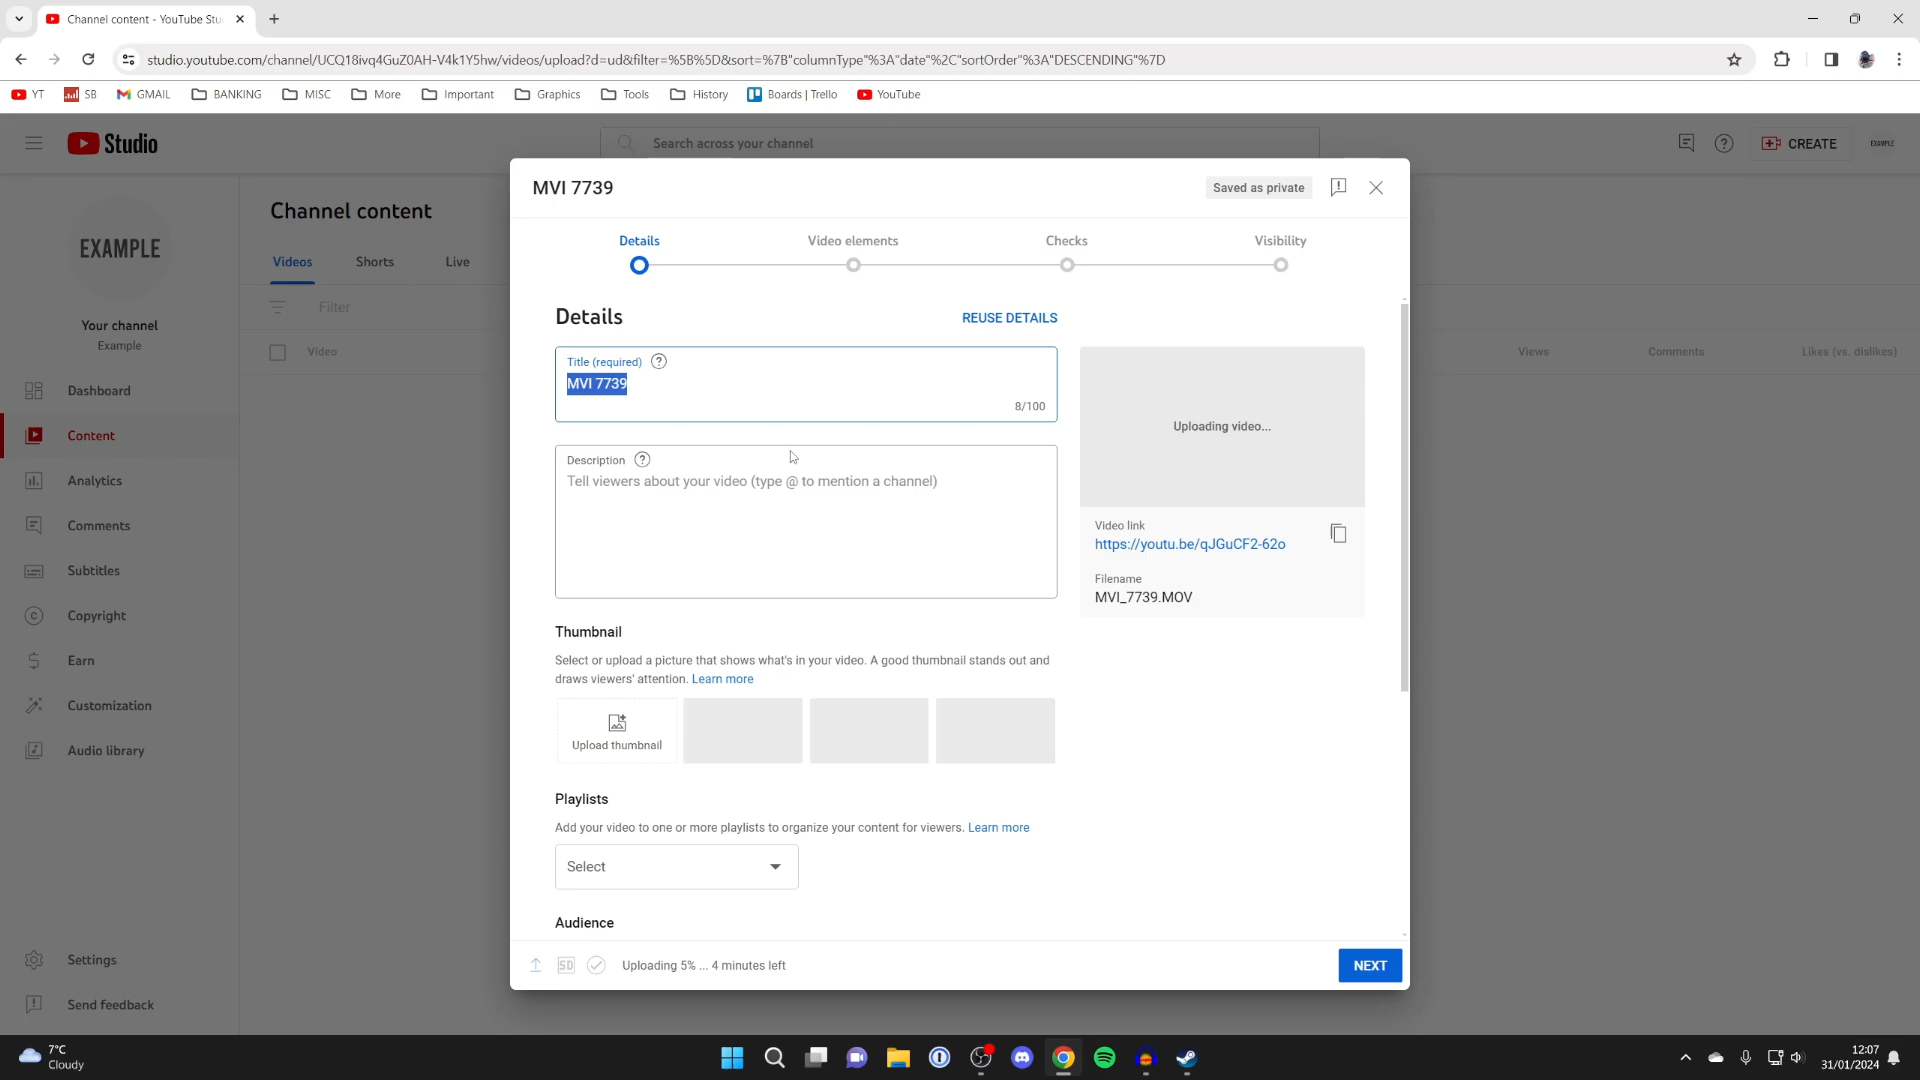 Channel content - YouTube Stu
studio.youtube.com/channel/UCQ18ivq4GuZ0AH-V4k1Y5hw/videos/upload?d=ud&filter=%5B%5D&sort=%7B"columnType"%3A"date"%2C"sortOrder"%3A"DESCENDING"%7D
YT SB GMAIL BANKING MISC More Important Graphics Tools History Boards | Trello YouTube
Studio
Search across your channel
CREATE
EXAMPLE
MVI 7739
Saved as private
Channel content
Details Video elements Checks Visibility
EXAMPLE
Videos Shorts Live
Filter
Your channel
Example
Video
Views Comments Likes (vs. dislikes)
Details
REUSE DETAILS
Title (required) ?
MVI 7739
8/100
Description ?
Tell viewers about your video (type @ to mention a channel)
Uploading video...
Video link
https://youtu.be/qJGuCF2-62o
Filename
MVI_7739.MOV
Thumbnail
Select or upload a picture that shows what's in your video. A good thumbnail stands out and
draws viewers' attention. Learn more
Upload thumbnail
Playlists
Add your video to one or more playlists to organize your content for viewers. Learn more
Select
Audience
SD
Uploading 5% ... 4 minutes left
NEXT
Dashboard
Content
Analytics
Comments
Subtitles
Copyright
Earn
Customization
Audio library
Settings
Send feedback
7°C
Cloudy
12:07
31/01/2024